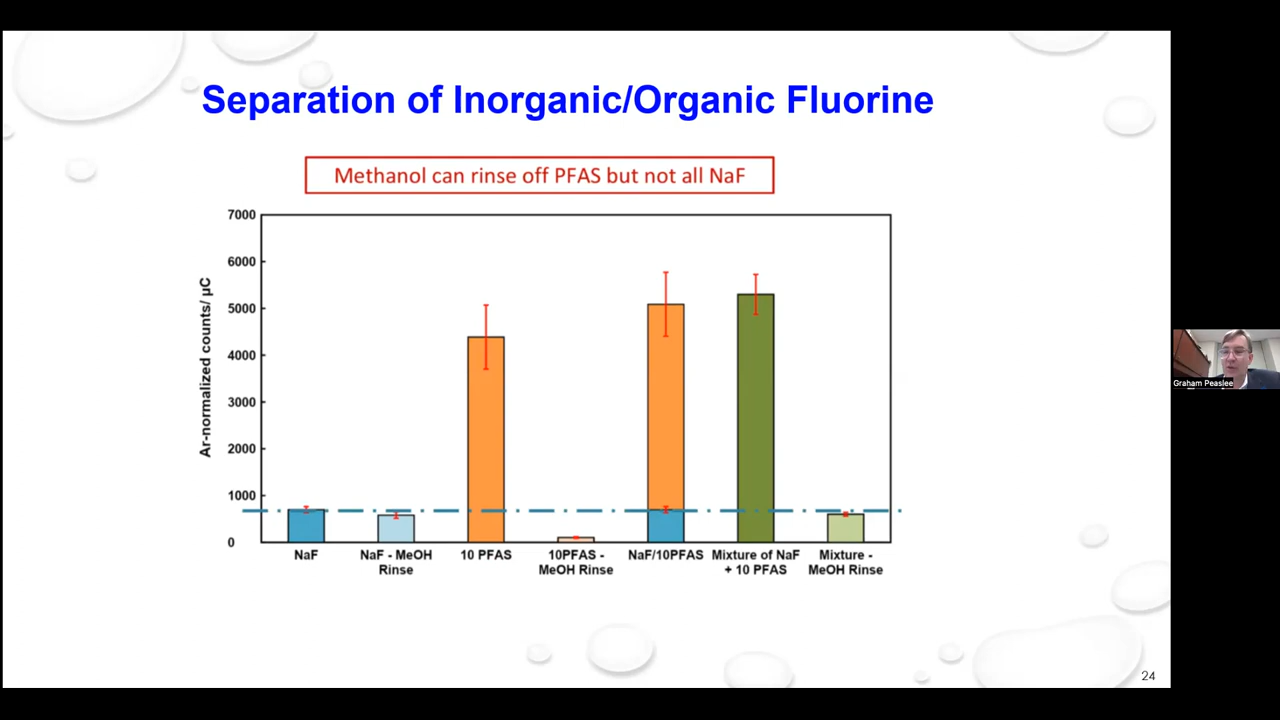 Separation of Inorganic/Organic Fluorine
Methanol can rinse off PFAS but not all NaF
Ar-normalized counts/ µC
7000
6000
5000
4000
3000
2000
1000
0
NaF
NaF - MeOH
Rinse
10 PFAS
10PFAS -
MeOH Rinse
NaF/10PFAS
Mixture of NaF
+ 10 PFAS
Mixture -
MeOH Rinse
Graham Peaslee
24